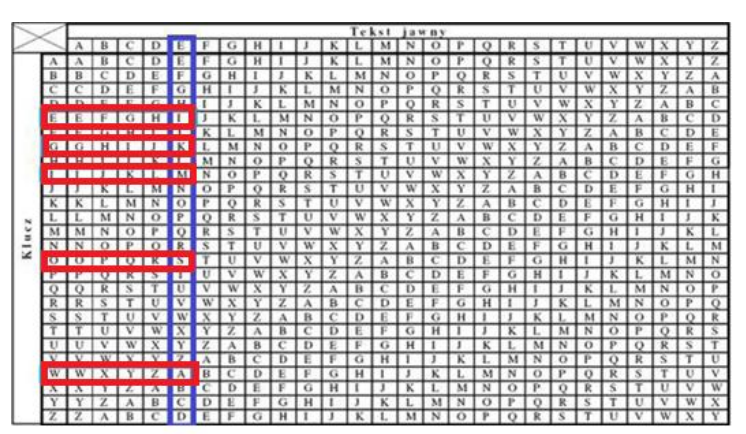 Tekst jawny
A B C D E F G H I J K L M N O P Q R S T U V W X Y Z
Klucz
A A B C D E F G H I J K L M N O P Q R S T U V W X Y Z
B B C D E F G H I J K L M N O P Q R S T U V W X Y Z A
C C D E F G H I J K L M N O P Q R S T U V W X Y Z A B
D D E F G H I J K L M N O P Q R S T U V W X Y Z A B C
E E F G H I J K L M N O P Q R S T U V W X Y Z A B C D
K L M N O P Q R S T U V W X Y Z A B C D E
G G H I J K L M N O P Q R S T U V W X Y Z A B C D E F
H H I J K L M N O P Q R S T U V W X Y Z A B C D E F G
I I J K L M N O P Q R S T U V W X Y Z A B C D E F G H
J J K L M N O P Q R S T U V W X Y Z A B C D E F G H I
K K L M N O P Q R S T U V W X Y Z A B C D E F G H I J
L L M N O P Q R S T U V W X Y Z A B C D E F G H I J K
M M N O P Q R S T U V W X Y Z A B C D E F G H I J K L
N N O P Q R S T U V W X Y Z A B C D E F G H I J K L M
O O P Q R S T U V W X Y Z A B C D E F G H I J K L M N
P P Q R S T U V W X Y Z A B C D E F G H I J K L M N O
Q Q R S T U V W X Y Z A B C D E F G H I J K L M N O P
R R S T U V W X Y Z A B C D E F G H I J K L M N O P Q
S S T U V W X Y Z A B C D E F G H I J K L M N O P Q R
T T U V W X Y Z A B C D E F G H I J K L M N O P Q R S
U U V W X Y Z A B C D E F G H I J K L M N O P Q R S T
V V W X Y Z A B C D E F G H I J K L M N O P Q R S T U
W W X Y Z A B C D E F G H I J K L M N O P Q R S T U V
X X Y Z A B C D E F G H I J K L M N O P Q R S T U V W
Y Y Z A B C D E F G H I J K L M N O P Q R S T U V W X
Z Z A B C D E F G H I J K L M N O P Q R S T U V W X Y